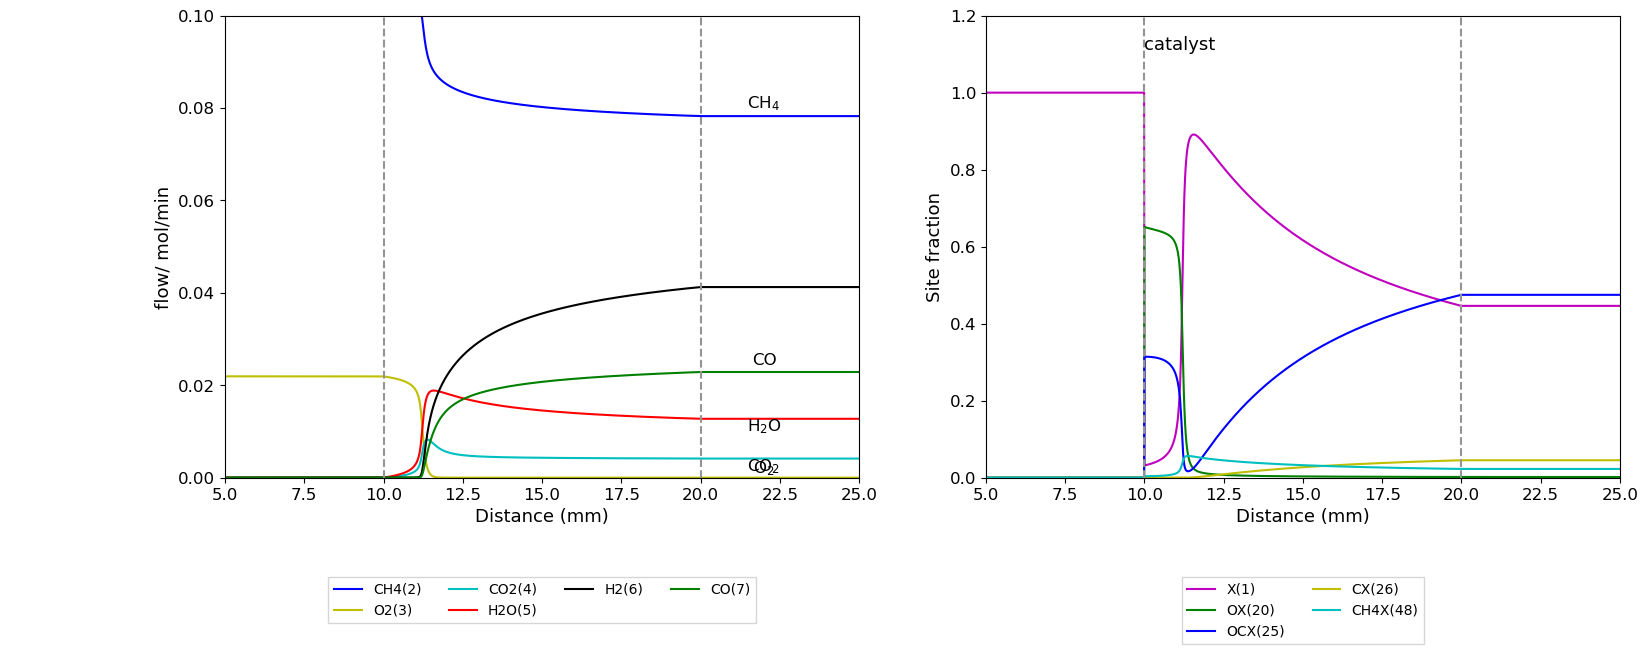 0.10
0.08
0.06
0.04
0.02
0.00
flow/ mol/min
CH₄
CO
H₂O
CO₂
O₂
5.0 7.5 10.0 12.5 15.0 17.5 20.0 22.5 25.0
Distance (mm)
CH4(2) CO2(4) H2(6) CO(7)
O2(3) H2O(5)
1.2
1.0
0.8
0.6
0.4
0.2
0.0
Site fraction
catalyst
5.0 7.5 10.0 12.5 15.0 17.5 20.0 22.5 25.0
Distance (mm)
X(1) CX(26)
OX(20) CH4X(48)
OCX(25)